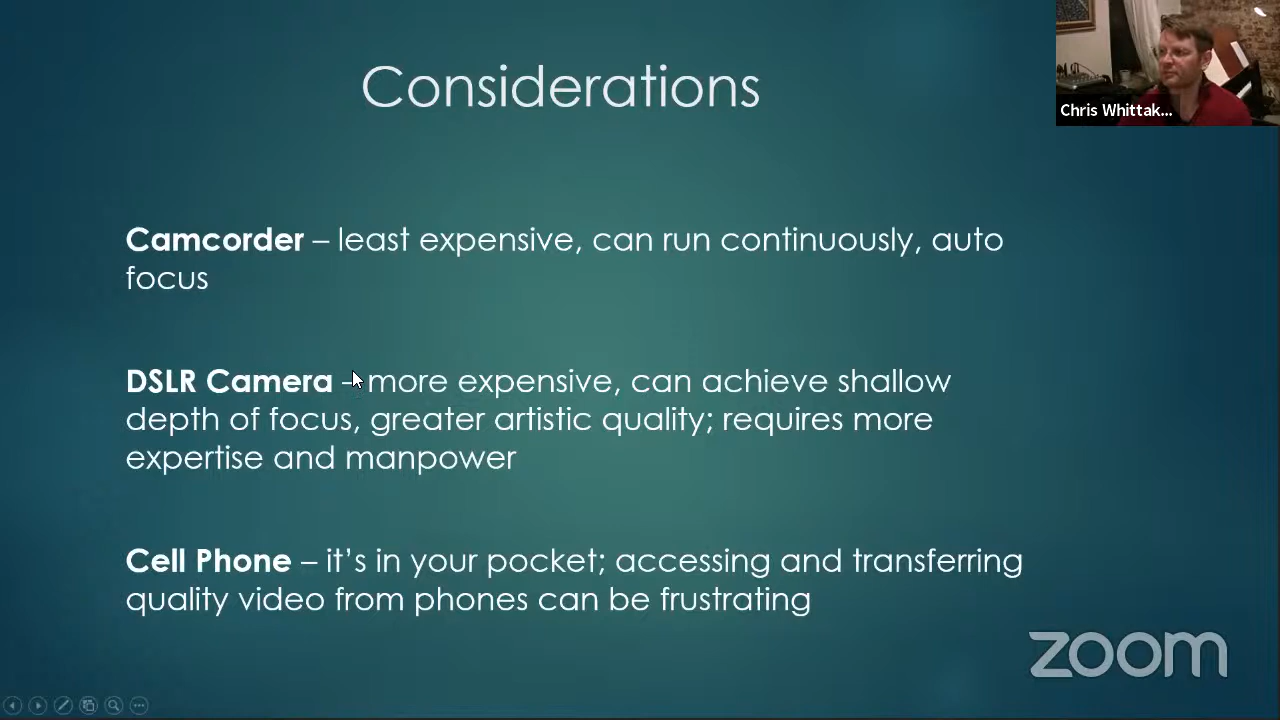 Considerations
Chris Whittak...
Camcorder – least expensive, can run continuously, auto
focus
DSLR Camera – more expensive, can achieve shallow
depth of focus, greater artistic quality; requires more
expertise and manpower
Cell Phone – it’s in your pocket; accessing and transferring
quality video from phones can be frustrating
zoom